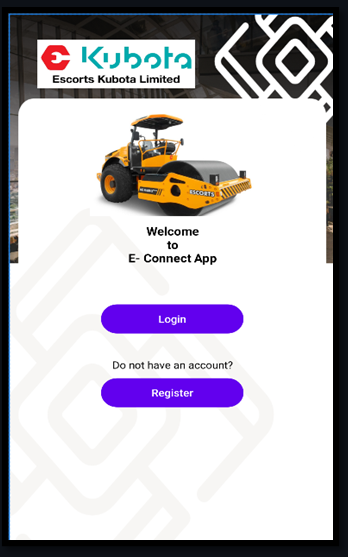 Kubota
Escorts Kubota Limited
ESCORTS
Welcome
to
E- Connect App
Login
Do not have an account?
Register